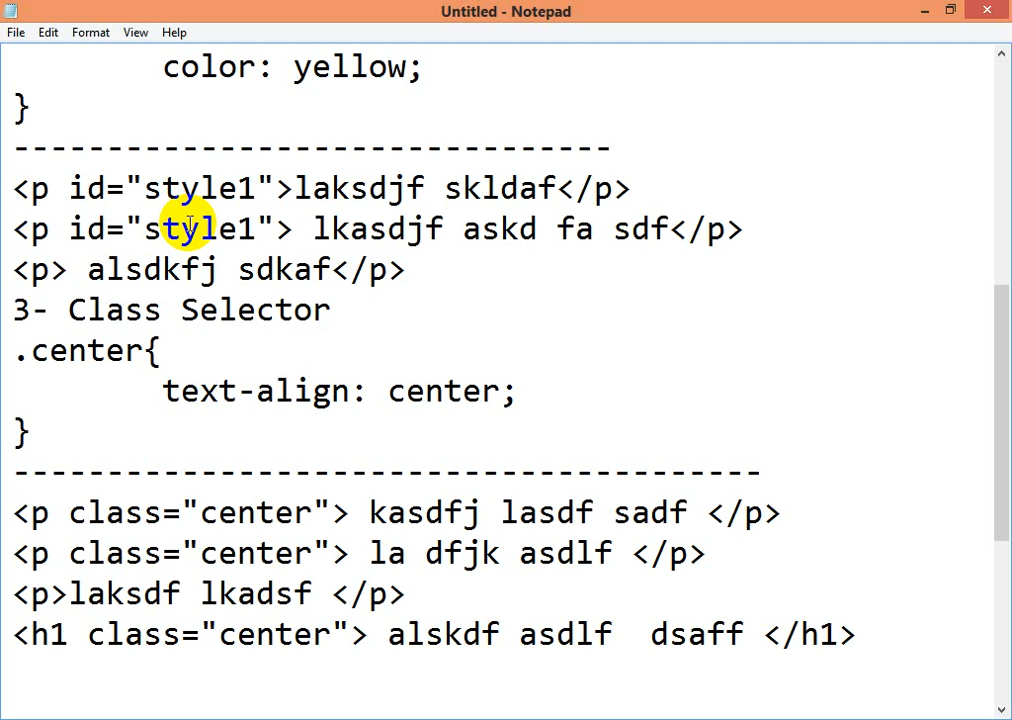 Untitled - Notepad
File Edit Format View Help
color: yellow;
}
--------------------------------
<p id="style1">laksdjf skldaf</p>
<p id="style1"> lkasdjf askd fa sdf</p>
<p> alsdkfj sdkaf</p>
3- Class Selector
.center{
text-align: center;
}
----------------------------------------
<p class="center"> kasdfj lasdf sadf </p>
<p class="center"> la dfjk asdlf </p>
<p>laksdf lkadsf </p>
<h1 class="center"> alskdf asdlf  dsaff </h1>